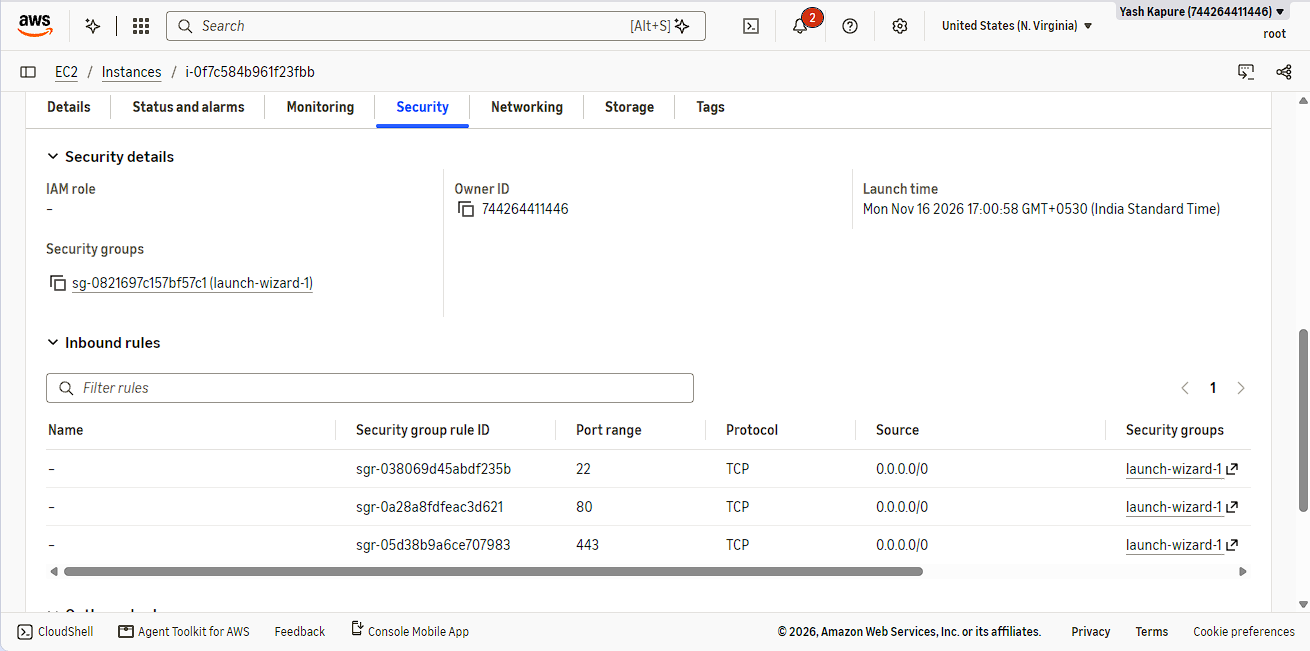 aws
Search [Alt+S]
2
United States (N. Virginia)
Yash Kapure (744264411446)
root
EC2 / Instances / i-0f7c584b961f23fbb
Details Status and alarms Monitoring Security Networking Storage Tags
Security details
IAM role
–
Owner ID
744264411446
Launch time
Mon Nov 16 2026 17:00:58 GMT+0530 (India Standard Time)
Security groups
sg-0821697c157bf57c1 (launch-wizard-1)
Inbound rules
Filter rules
1
Name Security group rule ID Port range Protocol Source Security groups
– sgr-038069d45abdf235b 22 TCP 0.0.0.0/0 launch-wizard-1
– sgr-0a28a8fdfeac3d621 80 TCP 0.0.0.0/0 launch-wizard-1
– sgr-05d38b9a6ce707983 443 TCP 0.0.0.0/0 launch-wizard-1
CloudShell Agent Toolkit for AWS Feedback Console Mobile App © 2026, Amazon Web Services, Inc. or its affiliates. Privacy Terms Cookie preferences